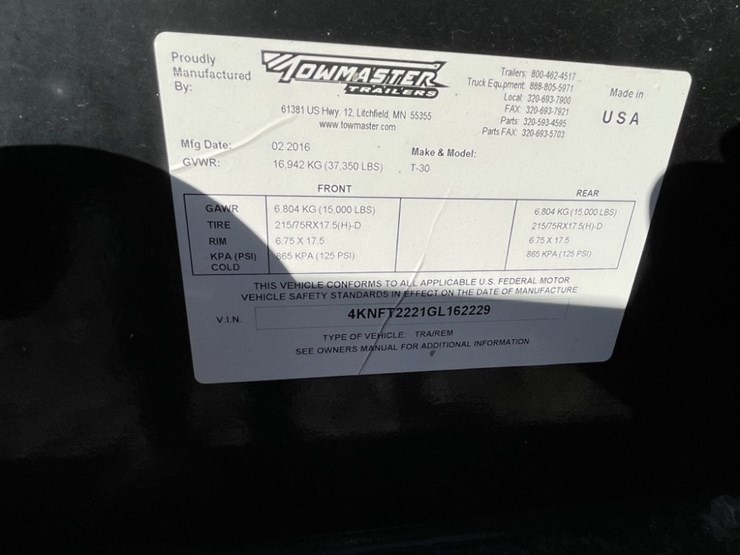 Proudly
Manufactured
By:
TOWMASTER
TRAILERS
61381 US Hwy. 12, Litchfield, MN 55355
www.towmaster.com
Trailers: 800-462-4517
Truck Equipment: 888-805-5971
Local: 320-693-7900
FAX: 320-693-7921
Parts: 320-593-4595
Parts FAX: 320-693-5703
Made in
USA
Mfg Date: 02 2016
GVWR: 16,942 KG (37,350 LBS)
Make & Model:
T-30
FRONT REAR
GAWR 6,804 KG (15,000 LBS) 6,804 KG (15,000 LBS)
TIRE 215/75RX17.5(H)-D 215/75RX17.5(H)-D
RIM 6.75 X 17.5 6.75 X 17.5
KPA (PSI) 865 KPA (125 PSI) 865 KPA (125 PSI)
COLD
THIS VEHICLE CONFORMS TO ALL APPLICABLE U.S. FEDERAL MOTOR
VEHICLE SAFETY STANDARDS IN EFFECT ON THE DATE OF MANUFACTURE
V.I.N. 4KNFT2221GL162229
TYPE OF VEHICLE TRA/REM
SEE OWNERS MANUAL FOR ADDITIONAL INFORMATION